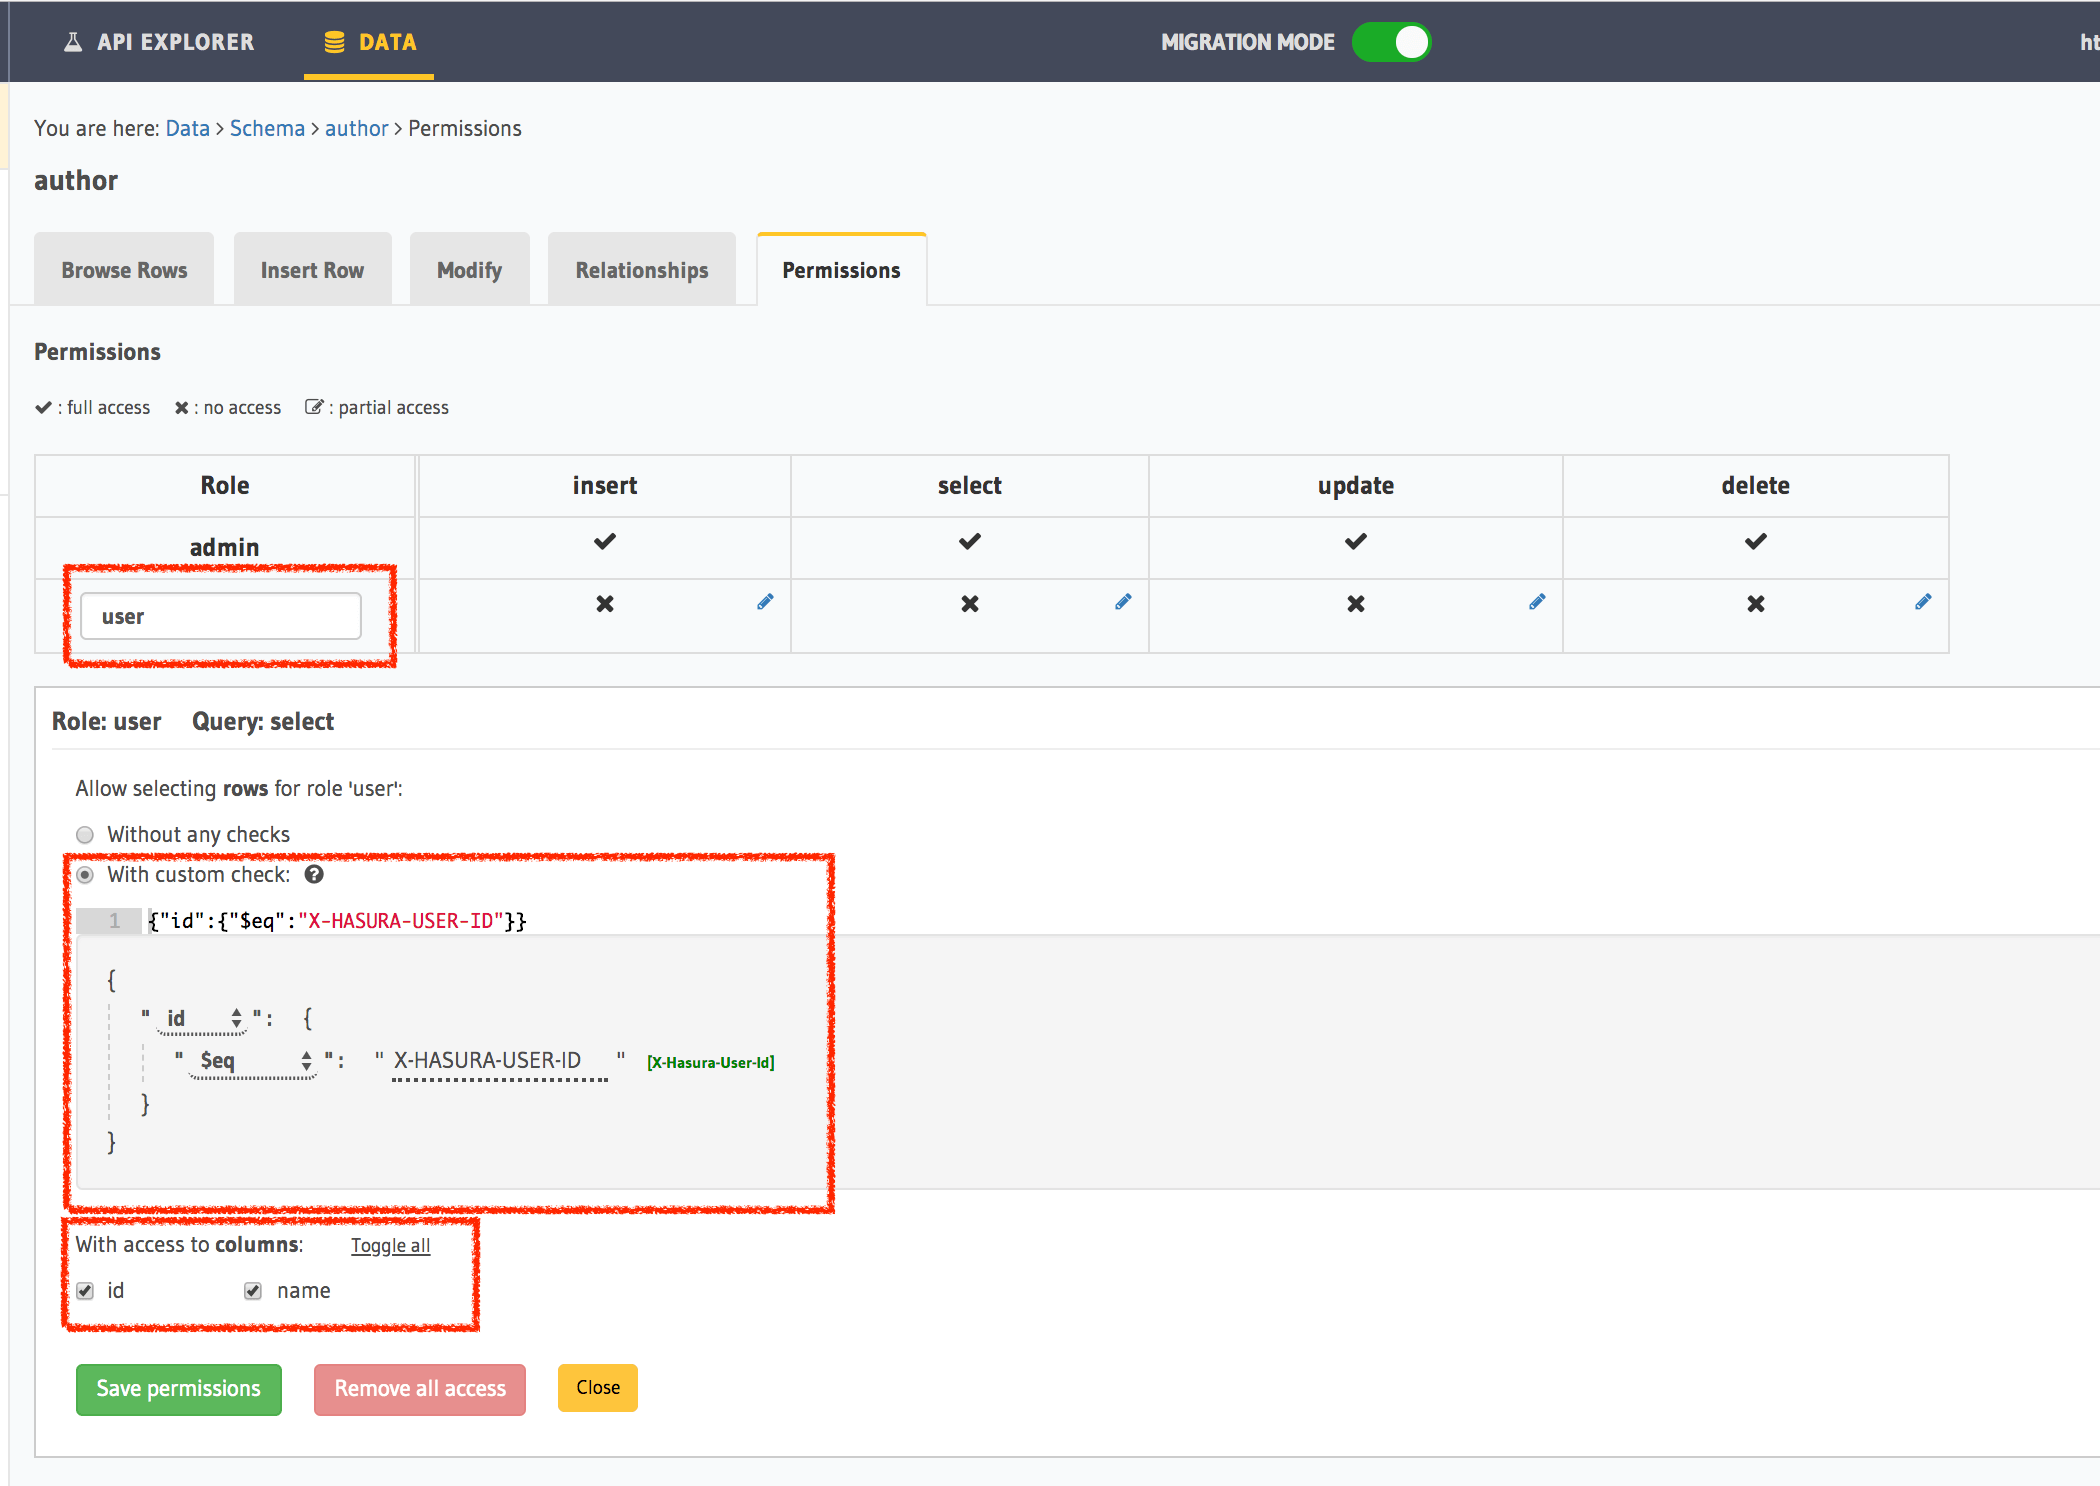 API EXPLORER DATA MIGRATION MODE ht
You are here: Data > Schema > author > Permissions
author
Browse Rows Insert Row Modify Relationships Permissions
Permissions
: full access : no access : partial access
Role insert select update delete
admin
user
Role: user Query: select
Allow selecting rows for role 'user':
Without any checks
With custom check:
1 {"id":{"$eq":"X-HASURA-USER-ID"}}
{
" id ": {
" $eq ": " X-HASURA-USER-ID " [X-Hasura-User-Id]
}
}
With access to columns: Toggle all
id name
Save permissions Remove all access Close